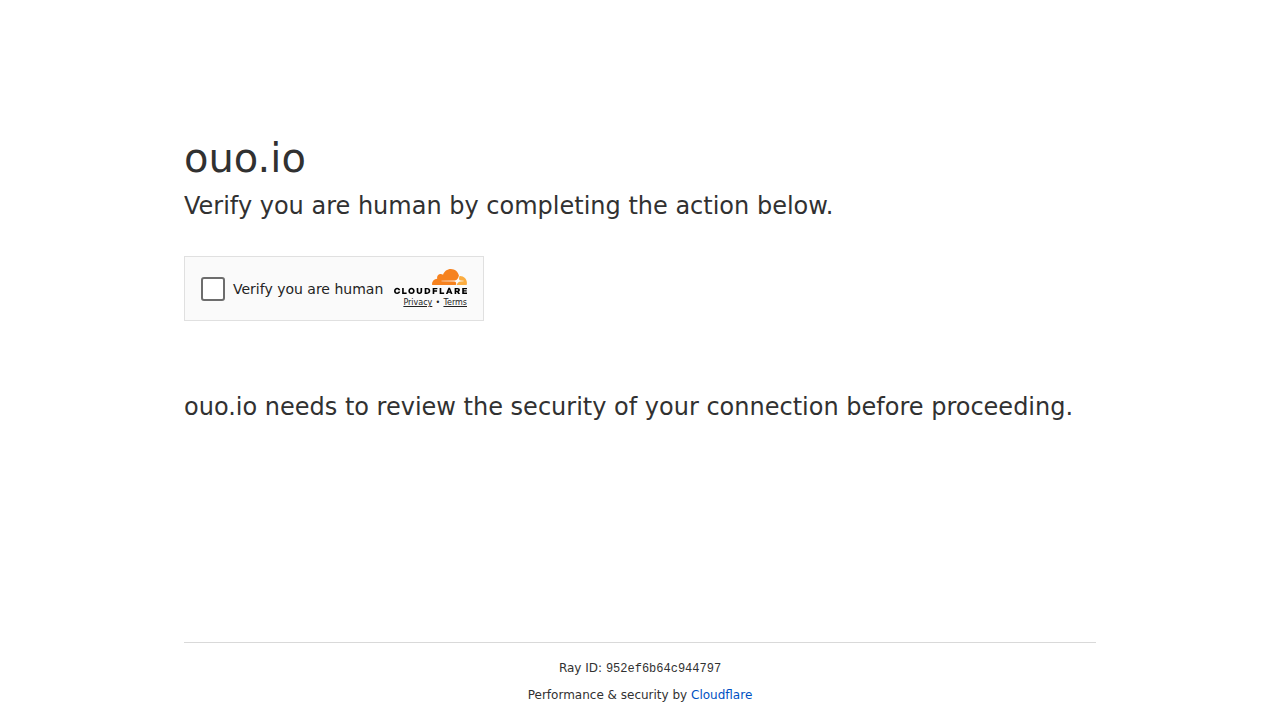 ouo.io
Verify you are human by completing the action below.
Verify you are human
CLOUDFLARE
Privacy • Terms
ouo.io needs to review the security of your connection before proceeding.
Ray ID: 952ef6b64c944797
Performance & security by Cloudflare